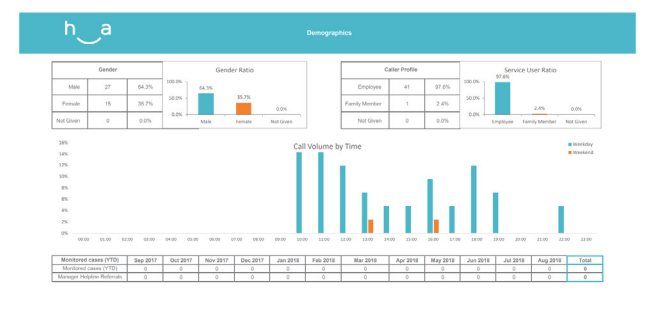 h a
Demographics
Gender
Male 27 64.3%
Female 15 35.7%
Not Given 0 0.0%
Gender Ratio
100.0%
50.0%
0.0%
64.3%
35.7%
0.0%
Male Female Not Given
Caller Profile
Employee 41 97.6%
Family Member 1 2.4%
Not Given 0 0.0%
Service User Ratio
100.0%
50.0%
0.0%
97.6%
2.4%
0.0%
Employee Family Member Not Given
Call Volume by Time
Weekday
Weekend
16%
14%
12%
10%
8%
6%
4%
2%
0%
00:00 01:00 02:00 03:00 04:00 05:00 06:00 07:00 08:00 09:00 10:00 11:00 12:00 13:00 14:00 15:00 16:00 17:00 18:00 19:00 20:00 21:00 22:00 23:00
Monitored cases (YTD) Sep 2017 Oct 2017 Nov 2017 Dec 2017 Jan 2018 Feb 2018 Mar 2018 Apr 2018 May 2018 Jun 2018 Jul 2018 Aug 2018 Total
Monitored cases (YTD) 0 0 0 0 0 0 0 0 0 0 0 0 0
Manager Helpline Referrals 0 0 0 0 0 0 0 0 0 0 0 0 0